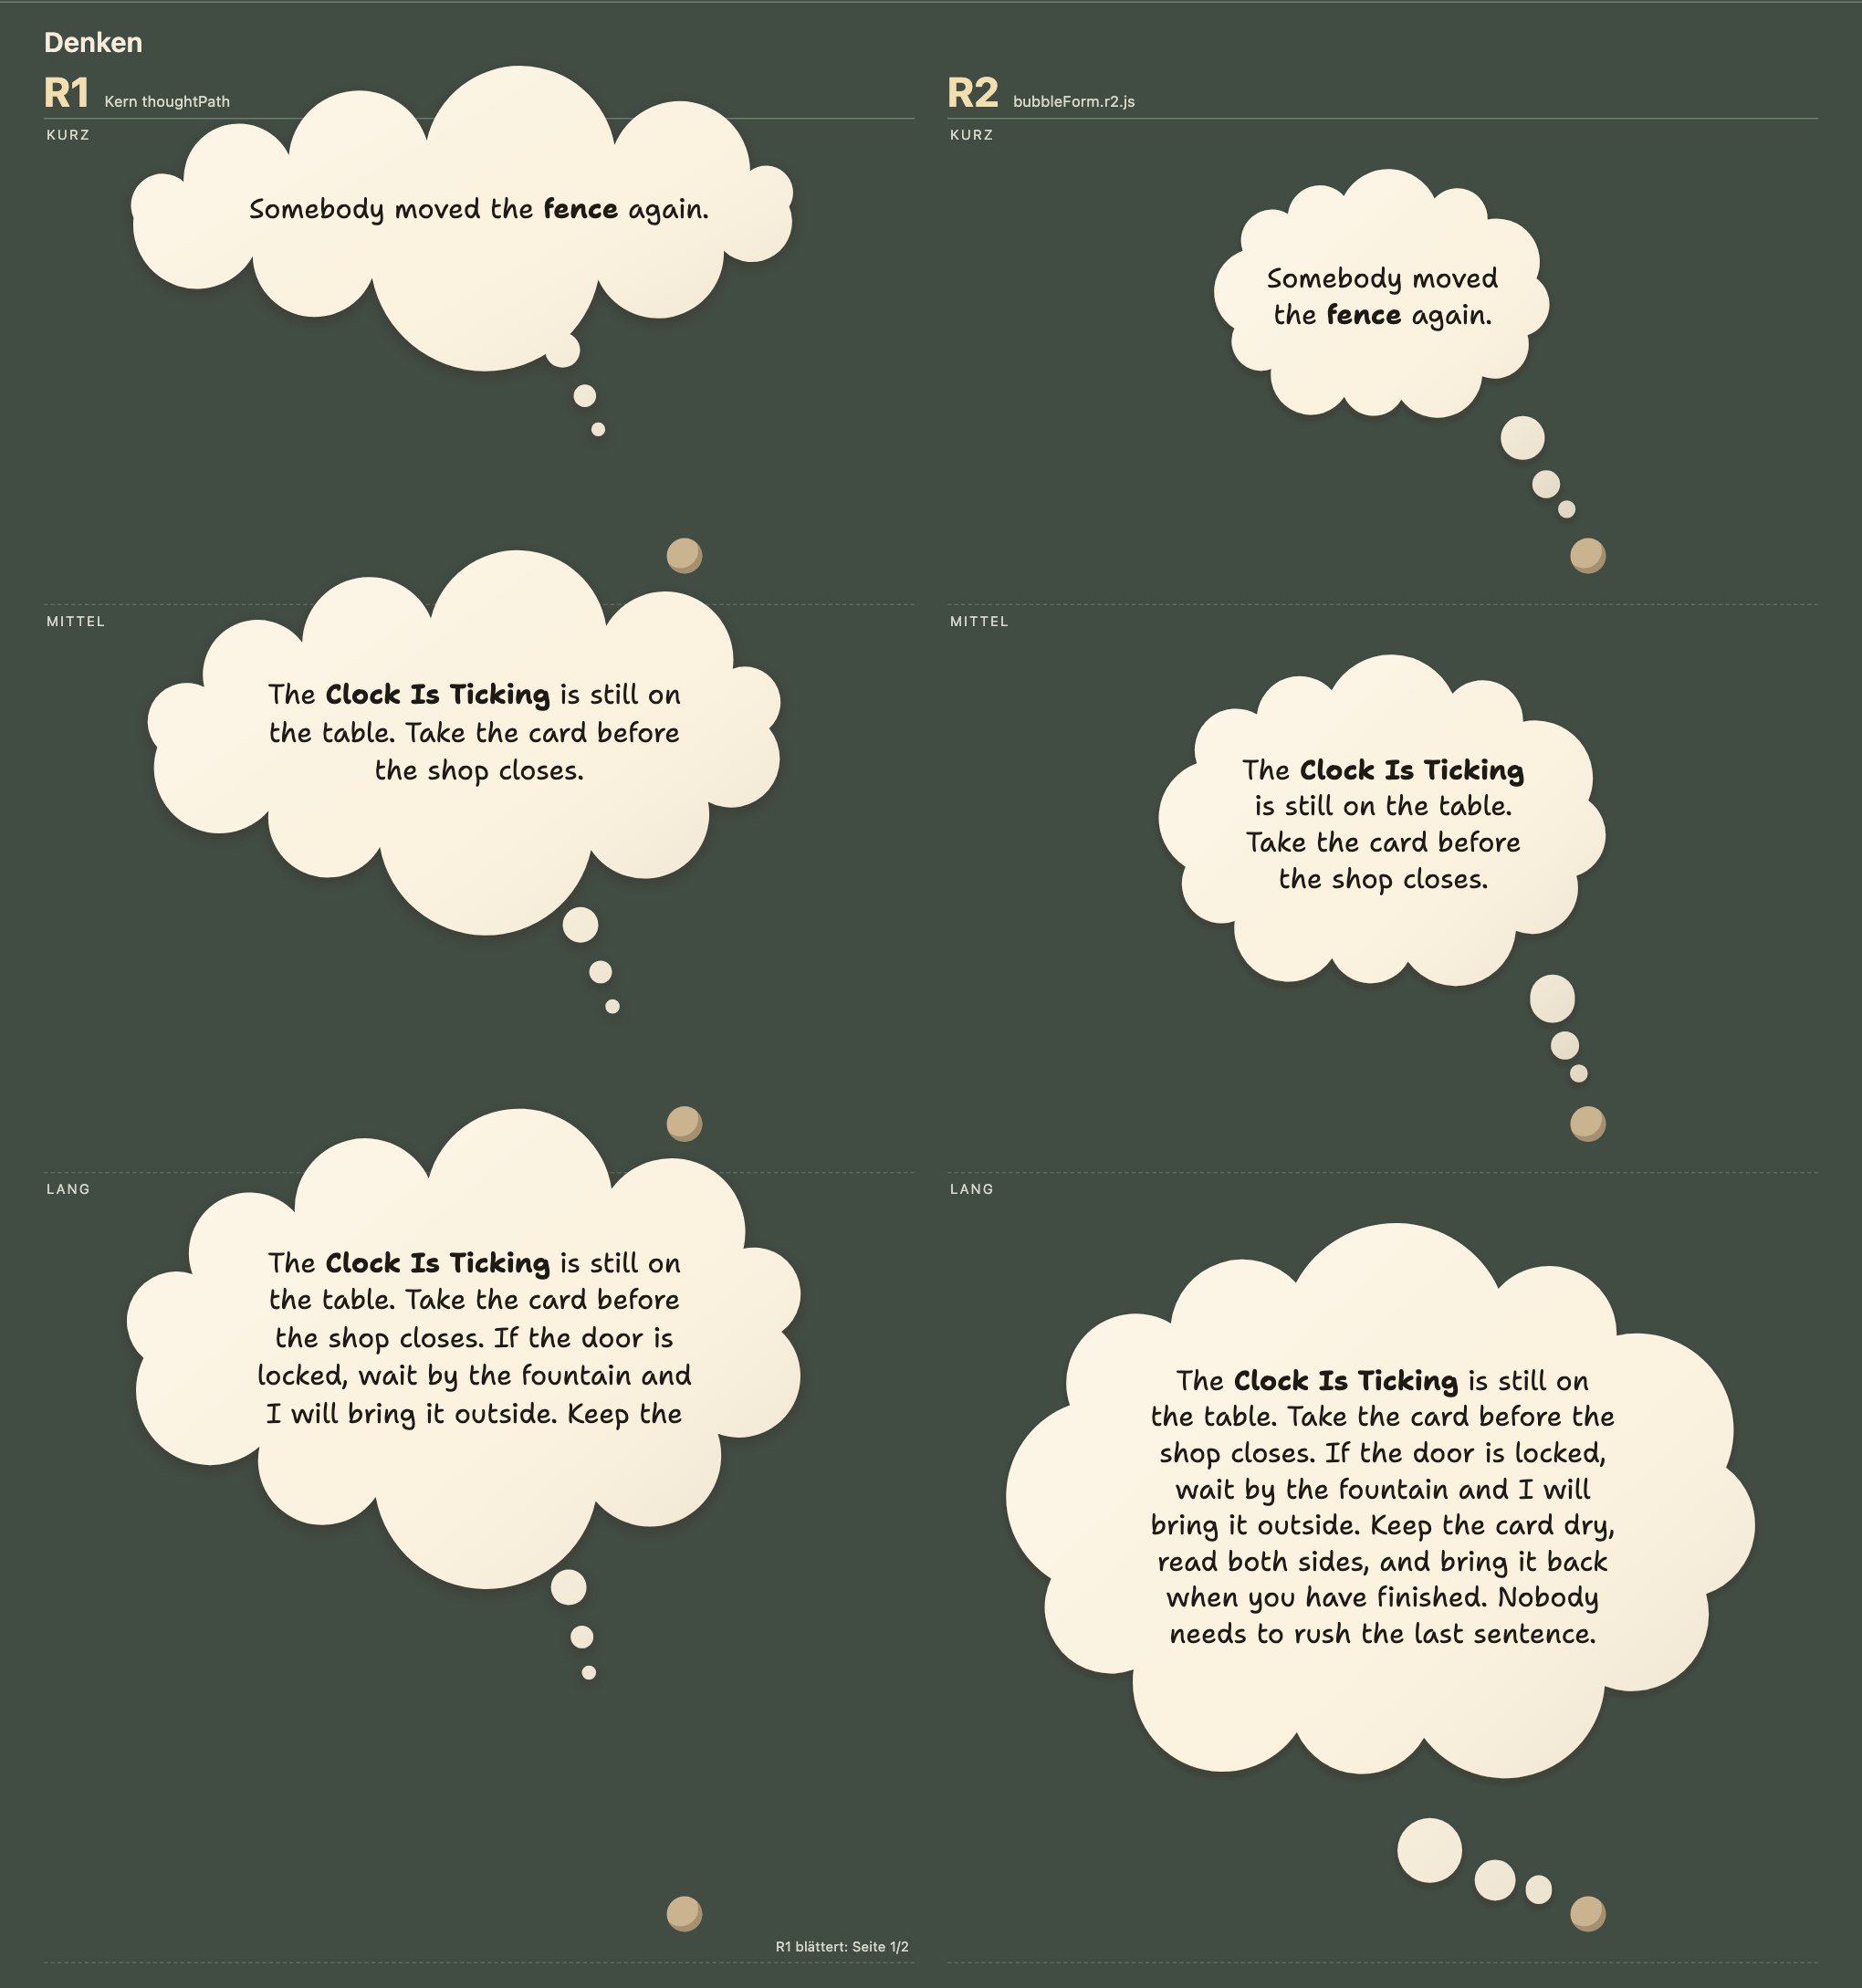 Denken
R1 Kern thoughtPath
KURZ
Somebody moved the fence again.
MITTEL
The Clock Is Ticking is still on
the table. Take the card before
the shop closes.
LANG
The Clock Is Ticking is still on
the table. Take the card before
the shop closes. If the door is
locked, wait by the fountain and
I will bring it outside. Keep the
R1 blättert: Seite 1/2
R2 bubbleForm.r2.js
KURZ
Somebody moved
the fence again.
MITTEL
The Clock Is Ticking
is still on the table.
Take the card before
the shop closes.
LANG
The Clock Is Ticking is still on
the table. Take the card before the
shop closes. If the door is locked,
wait by the fountain and I will
bring it outside. Keep the card dry,
read both sides, and bring it back
when you have finished. Nobody
needs to rush the last sentence.